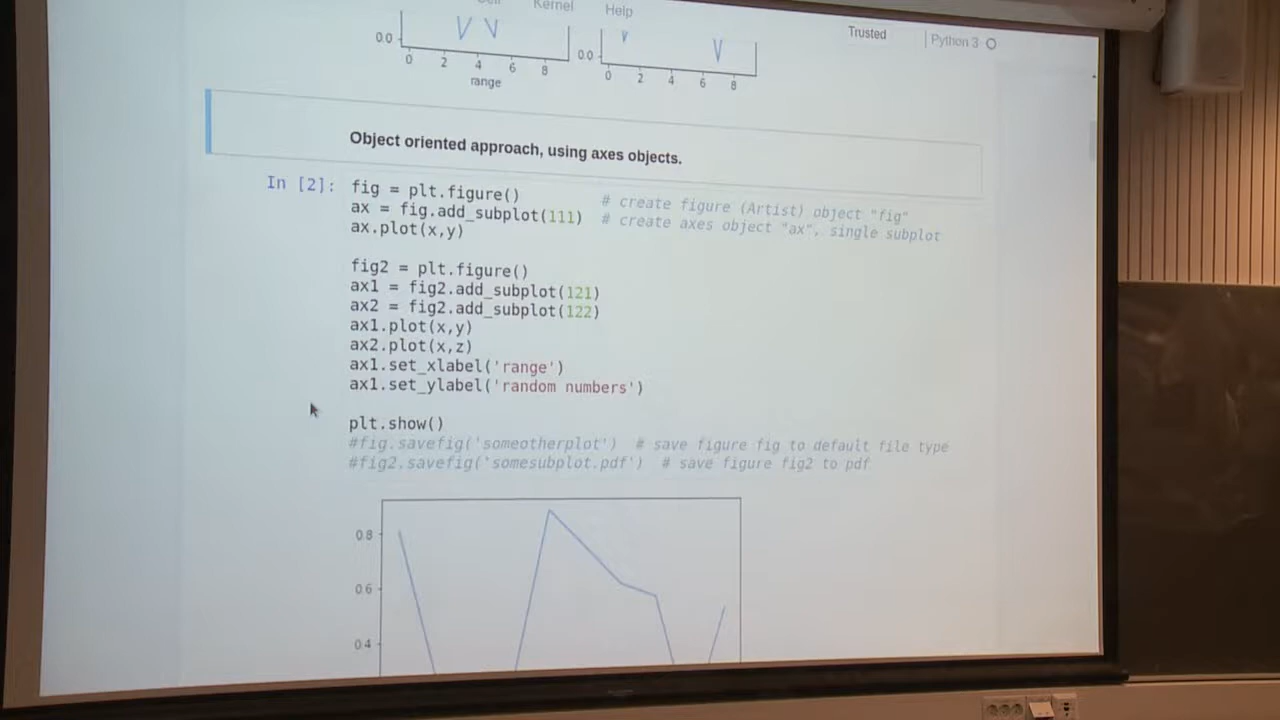 Kernel
Help
Trusted
Python 3
0.0
0 2 4 6 8
range
0.0
0 2 4 6 8
Object oriented approach, using axes objects.
In [2]:
fig = plt.figure() # create figure (Artist) object "fig"
ax = fig.add_subplot(111) # create axes object "ax", single subplot
ax.plot(x,y)
fig2 = plt.figure()
ax1 = fig2.add_subplot(121)
ax2 = fig2.add_subplot(122)
ax1.plot(x,y)
ax2.plot(x,z)
ax1.set_xlabel('range')
ax1.set_ylabel('random numbers')
plt.show()
#fig.savefig('someotherplot') # save figure fig to default file type
#fig2.savefig('somesubplot.pdf') # save figure fig2 to pdf
0.8
0.6
0.4